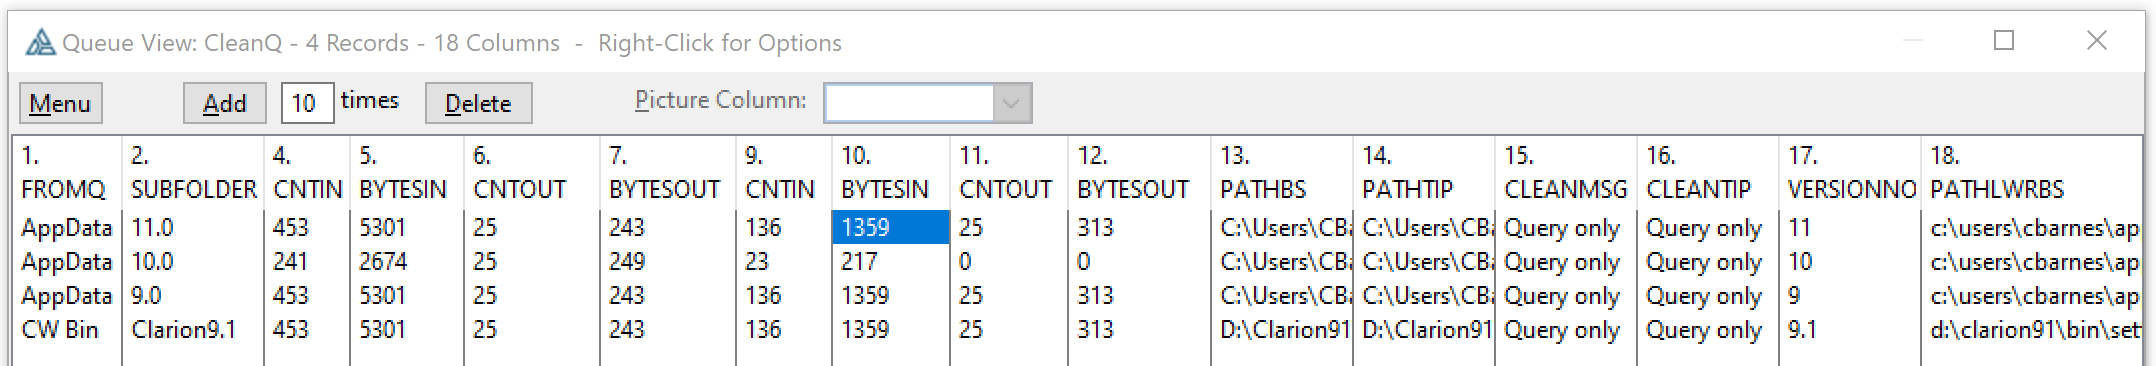 Queue View: CleanQ - 4 Records - 18 Columns - Right-Click for Options
Menu Add 10 times Delete Picture Column:
1. 2. 4. 5. 6. 7. 9. 10. 11. 12. 13. 14. 15. 16. 17. 18.
FROMQ SUBFOLDER CNTIN BYTESIN CNTOUT BYTESOUT CNTIN BYTESIN CNTOUT BYTESOUT PATHBS PATHTIP CLEANMSG CLEANTIP VERSIONNO PATHLWRBS
AppData 11.0 453 5301 25 243 136 1359 25 313 C:\Users\CBa C:\Users\CBa Query only Query only 11 c:\users\cbarnes\ap
AppData 10.0 241 2674 25 249 23 217 0 0 C:\Users\CBa C:\Users\CBa Query only Query only 10 c:\users\cbarnes\ap
AppData 9.0 453 5301 25 243 136 1359 25 313 C:\Users\CBa C:\Users\CBa Query only Query only 9 c:\users\cbarnes\ap
CW Bin Clarion9.1 453 5301 25 243 136 1359 25 313 D:\Clarion91 D:\Clarion91 Query only Query only 9.1 d:\clarion91\bin\set